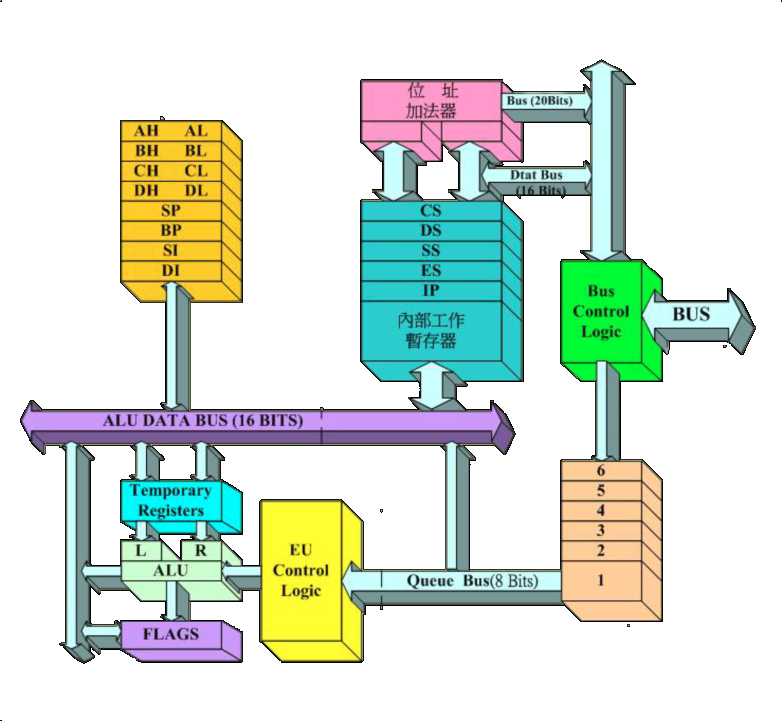 位 址
加法器
Bus (20Bits)
Dtat Bus
(16 Bits)
AH AL
BH BL
CH CL
DH DL
SP
BP
SI
DI
CS
DS
SS
ES
IP
內部工作
暫存器
Bus
Control
Logic
BUS
ALU DATA BUS (16 BITS)
6
5
4
3
2
1
Temporary
Registers
L R
ALU
FLAGS
EU
Control
Logic
Queue Bus(8 Bits)